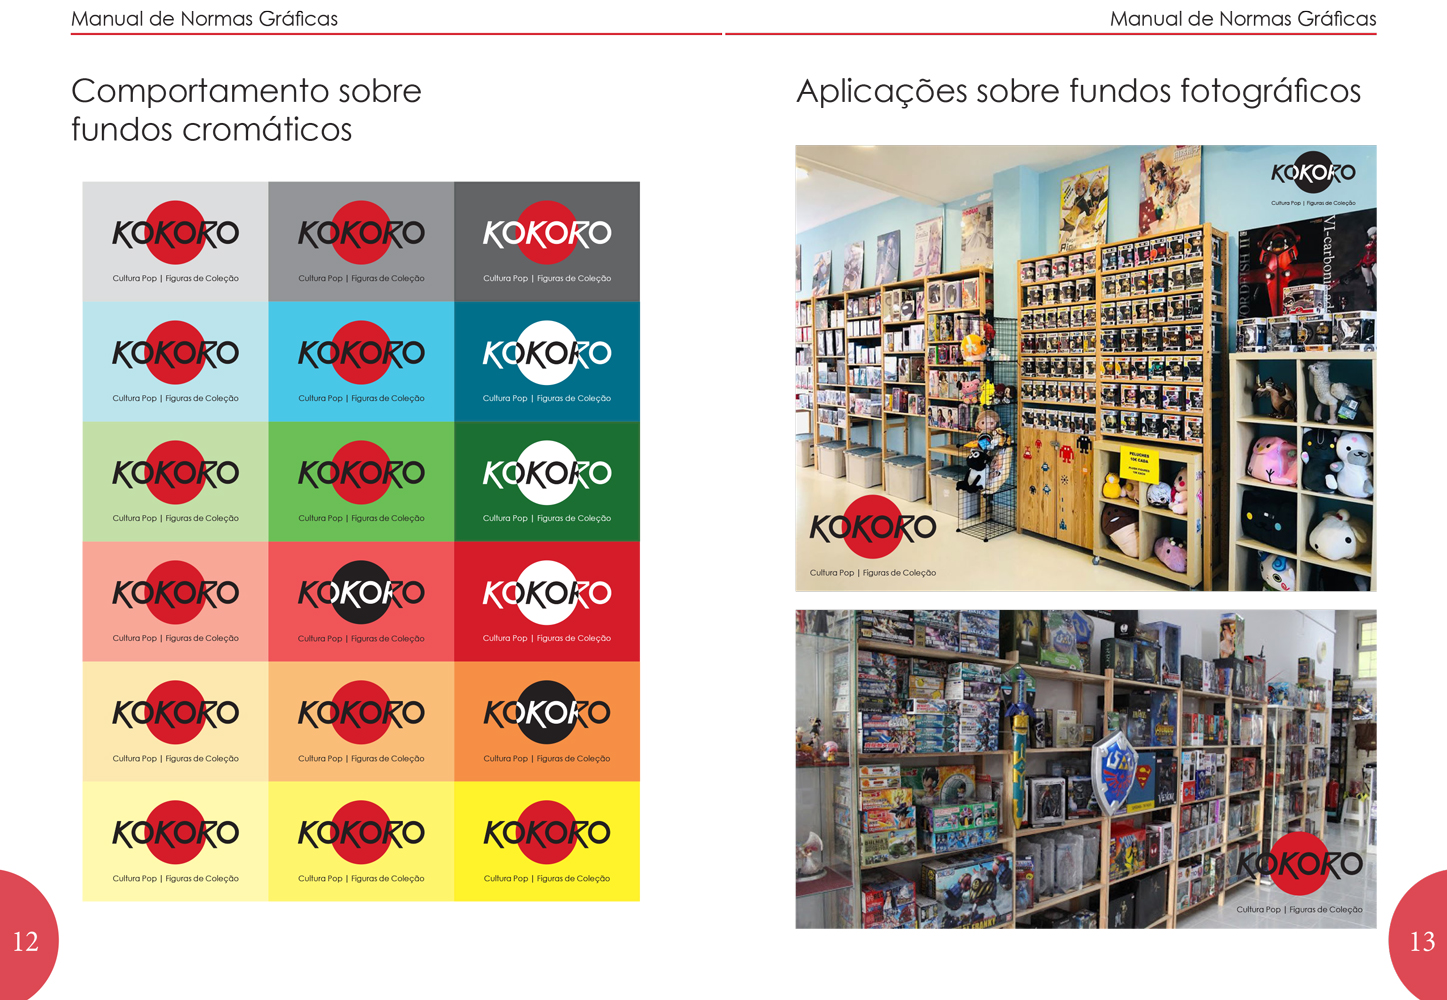 Manual de Normas Gráficas
Comportamento sobre
fundos cromáticos
KOKORO KOKORO KOKORO
Cultura Pop | Figuras de Coleção Cultura Pop | Figuras de Coleção Cultura Pop | Figuras de Coleção
KOKORO KOKORO KOKORO
Cultura Pop | Figuras de Coleção Cultura Pop | Figuras de Coleção Cultura Pop | Figuras de Coleção
KOKORO KOKORO KOKORO
Cultura Pop | Figuras de Coleção Cultura Pop | Figuras de Coleção Cultura Pop | Figuras de Coleção
KOKORO KOKORO KOKORO
Cultura Pop | Figuras de Coleção Cultura Pop | Figuras de Coleção Cultura Pop | Figuras de Coleção
KOKORO KOKORO KOKORO
Cultura Pop | Figuras de Coleção Cultura Pop | Figuras de Coleção Cultura Pop | Figuras de Coleção
KOKORO KOKORO KOKORO
Cultura Pop | Figuras de Coleção Cultura Pop | Figuras de Coleção Cultura Pop | Figuras de Coleção
12
Manual de Normas Gráficas
Aplicações sobre fundos fotográficos
KOKORO
Cultura Pop | Figuras de Coleção
PELUCHES
KOKORO
Cultura Pop | Figuras de Coleção
KOKORO
Cultura Pop | Figuras de Coleção
13